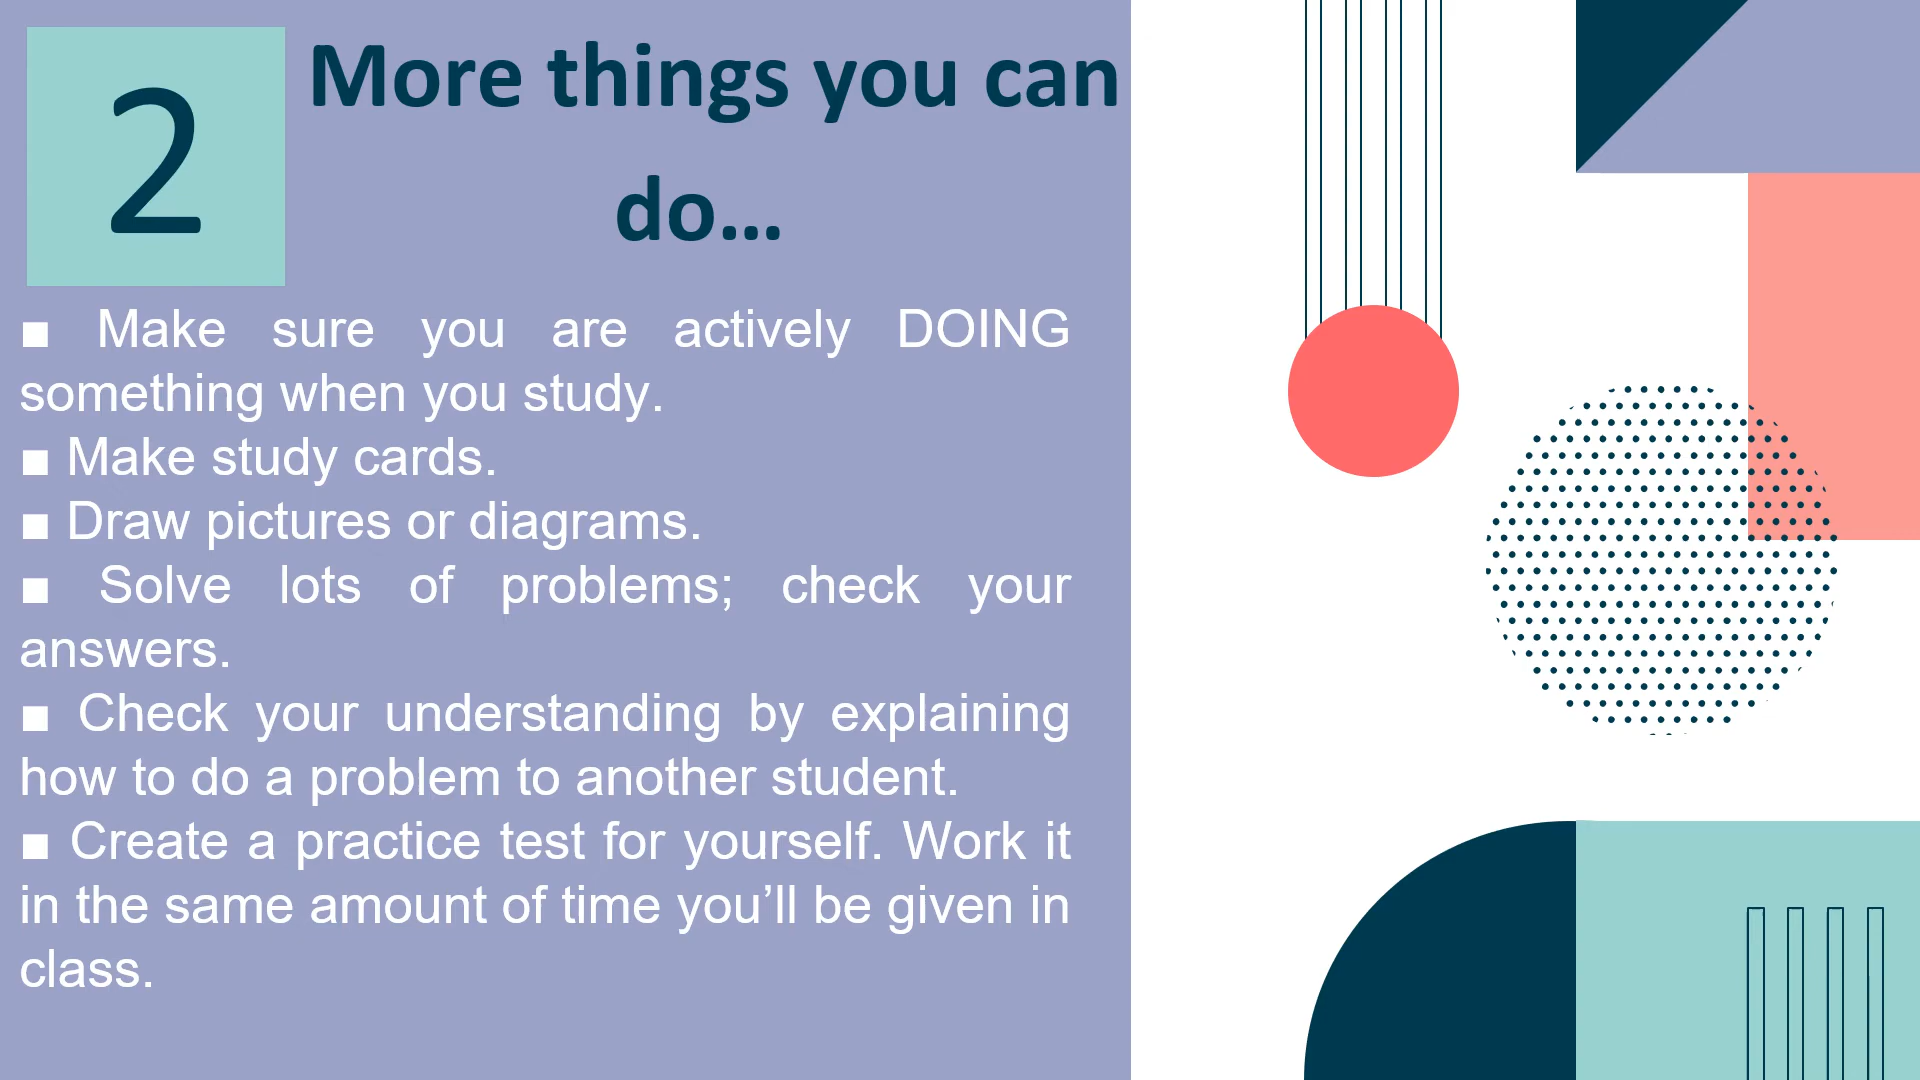 2
More things you can
do...
■ Make sure you are actively DOING
something when you study.
■ Make study cards.
■ Draw pictures or diagrams.
■ Solve lots of problems; check your
answers.
■ Check your understanding by explaining
how to do a problem to another student.
■ Create a practice test for yourself. Work it
in the same amount of time you’ll be given in
class.